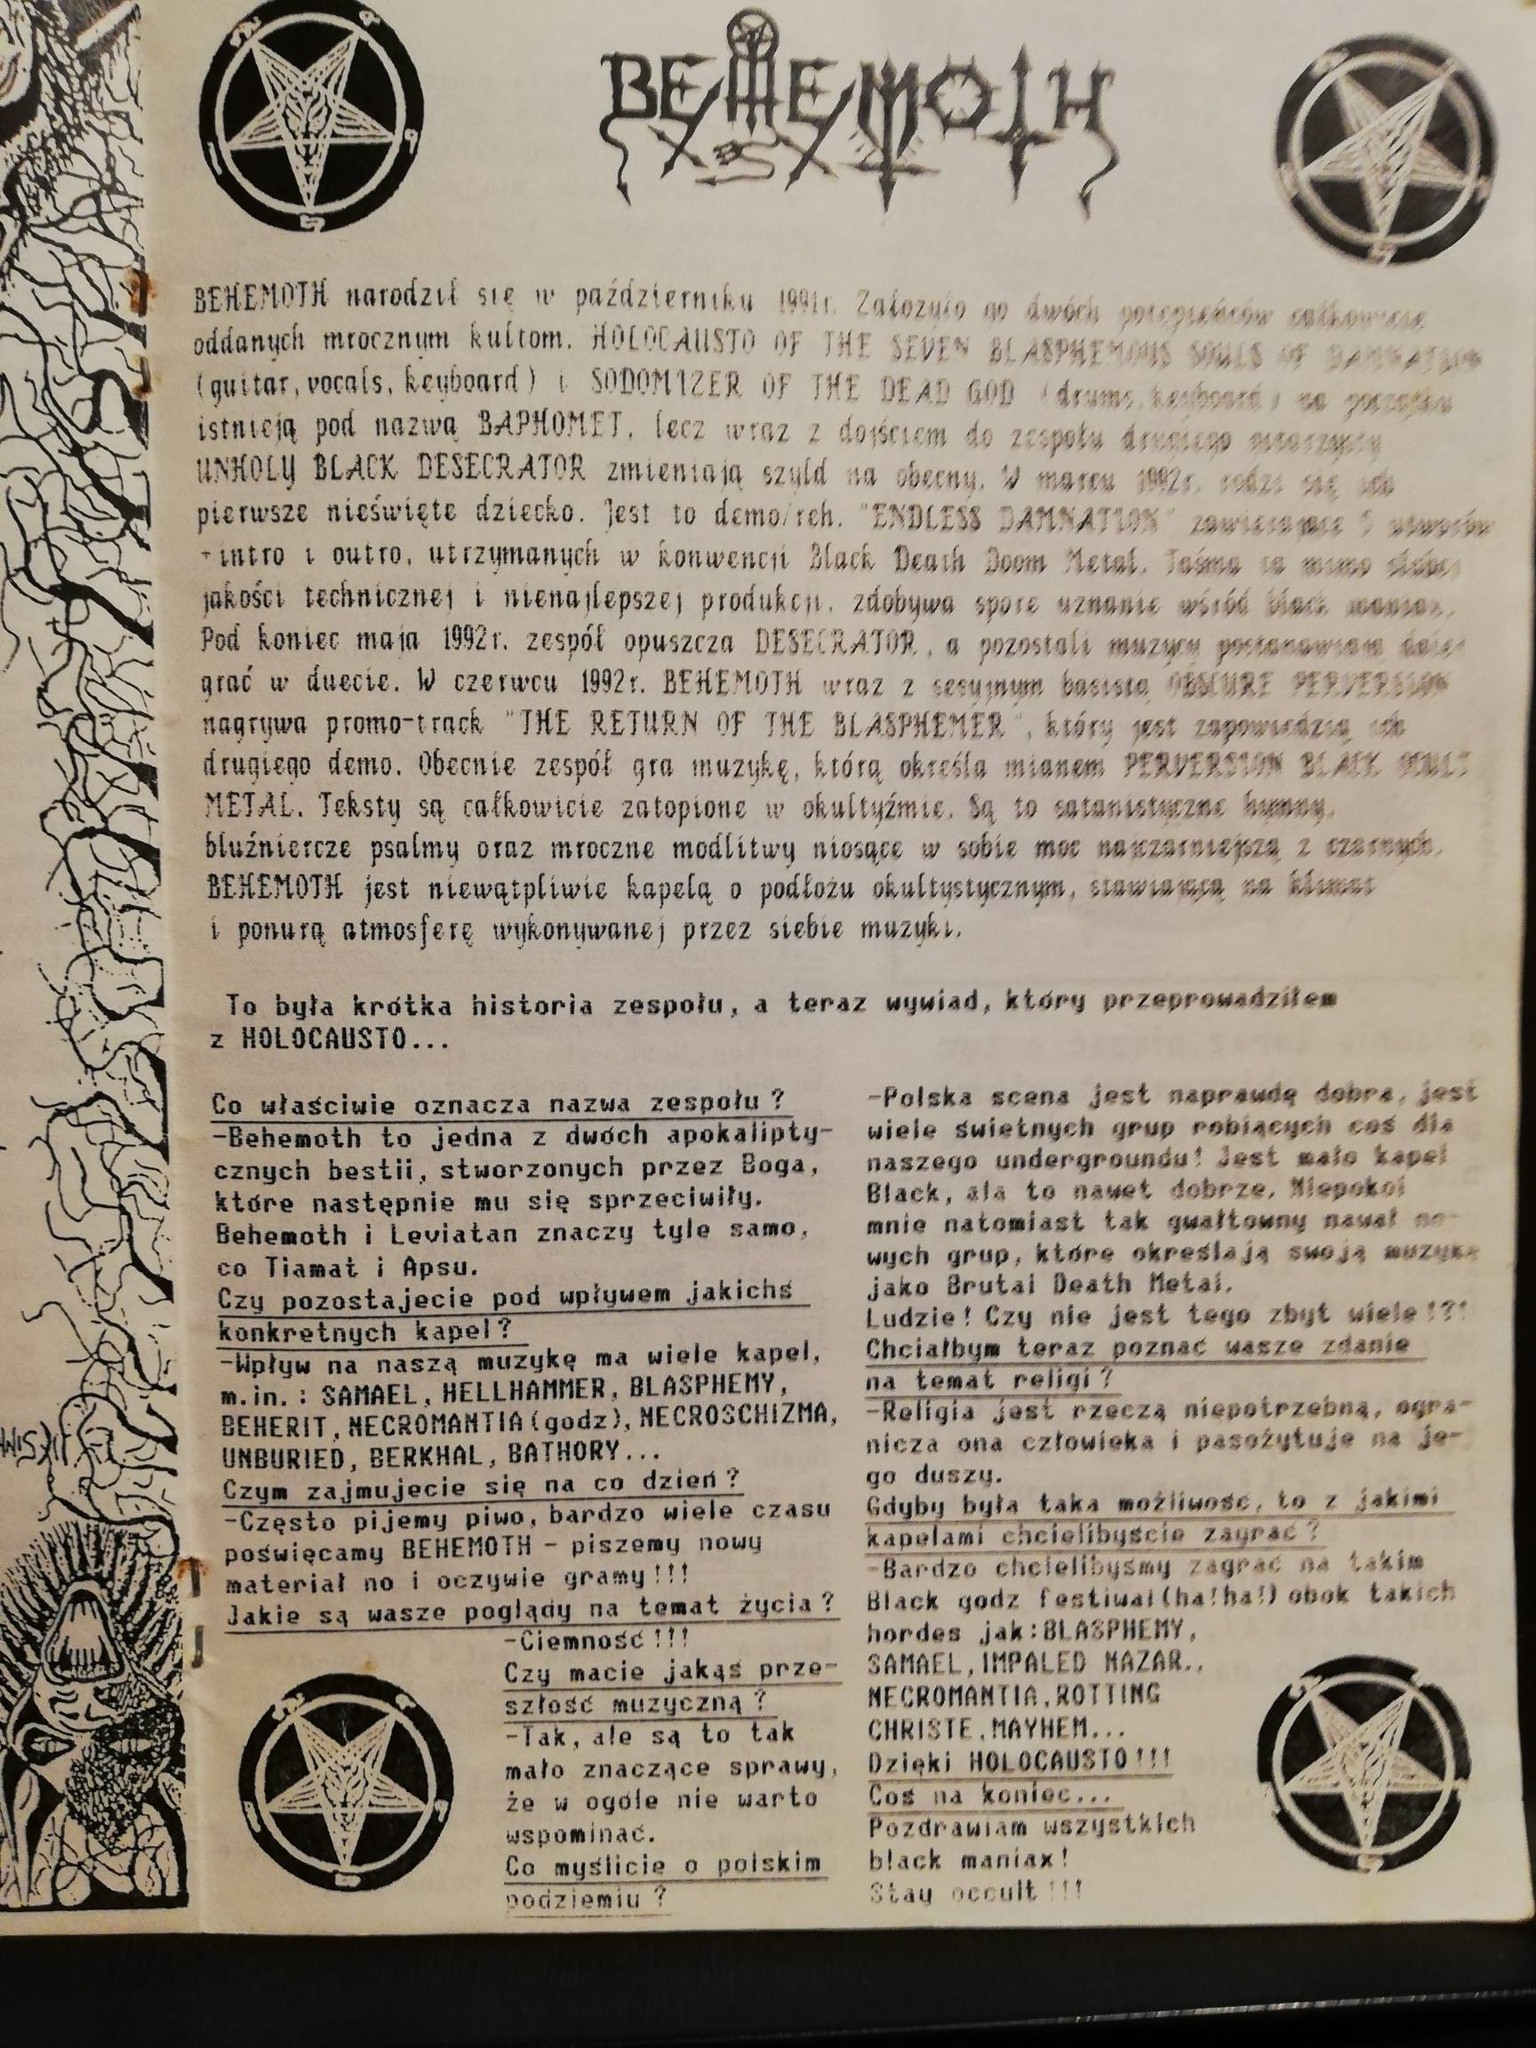 BEHEMOTH
BEHEMOTH narodził się w październiku 1991r. Założyło go dwóch potępieńców całkowicie
oddanych mrocznym kultom. HOLOCAUSTO OF THE SEVEN BLASPHEMOUS SOULS OF DAMNATION
(guitar, vocals, keyboard) i SODOMIZER OF THE DEAD GOD (drums, keyboard) na początku
istnieją pod nazwą BAPHOMET, lecz wraz z dojściem do zespołu drugiego
UNHOLY BLACK DESECRATOR zmieniają szyld na obecny. W marcu 1992r. rodzi się ich
pierwsze nieświęte dziecko. Jest to demo/reh. "ENDLESS DAMNATION" zawierające 5 utworów
+intro i outro, utrzymanych w konwencji Black Death Doom Metal. Taśma ta mimo słabej
jakości technicznej i nienajlepszej produkcji, zdobywa spore uznanie wśród black maniax.
Pod koniec maja 1992r. zespół opuszcza DESECRATOR, a pozostali muzycy postanawiają dalej
grać w duecie. W czerwcu 1992r. BEHEMOTH wraz z sesyjnym basistą OBSCURE PERVERSION
nagrywa promo-track "THE RETURN OF THE BLASPHEMER", który jest zapowiedzią ich
drugiego demo. Obecnie zespół gra muzykę, którą określa mianem PERVERSION BLACK OCULT
METAL. Teksty są całkowicie zatopione w okultyźmie. Są to satanistyczne hymny,
bluźniercze psalmy oraz mroczne modlitwy niosące w sobie moc najczarniejszą z czarnych.
BEHEMOTH jest niewątpliwie kapelą o podłożu okultystycznym, stawiającą na klimat
i ponurą atmosferę wykonywanej przez siebie muzyki.
To była krótka historia zespołu, a teraz wywiad, który przeprowadziłem
z HOLOCAUSTO...
Co właściwie oznacza nazwa zespołu?
-Behemoth to jedna z dwóch apokalipty-
cznych bestii, stworzonych przez Boga,
które następnie mu się sprzeciwiły.
Behemoth i Leviatan znaczy tyle samo,
co Tiamat i Apsu.
Czy pozostajecie pod wpływem jakichś
konkretnych kapel?
-Wpływ na naszą muzykę ma wiele kapel,
m.in.: SAMAEL, HELLHAMMER, BLASPHEMY,
BEHERIT, NECROMANTIA(godz), NECROSCHIZMA,
UNBURIED, BERKHAL, BATHORY...
Czym zajmujecie się na co dzień?
-Często pijemy piwo, bardzo wiele czasu
poświęcamy BEHEMOTH - piszemy nowy
materiał no i oczywie gramy!!!
Jakie są wasze poglądy na temat życia?
-Ciemność!!!
Czy macie jakąś prze-
szłość muzyczną?
-Tak, ale są to tak
mało znaczące sprawy,
że w ogóle nie warto
wspominać.
Co myślicie o polskim
podziemiu?
-Polska scena jest naprawdę dobra, jest
wiele świetnych grup robiących coś dla
naszego undergroundu! Jest mało kapel
Black, ala to nawet dobrze. Niepokoi
mnie natomiast tak gwałtowny nawał no-
wych grup, które określają swoją muzykę
jako Brutal Death Metal.
Ludzie! Czy nie jest tego zbyt wiele!?!
Chciałbym teraz poznać wasze zdanie
na temat religi?
-Religia jest rzeczą niepotrzebną, ogra-
nicza ona człowieka i pasożytuje na je-
go duszy.
Gdyby była taka możliwość, to z jakimi
kapelami chcielibyście zagrać?
-Bardzo chcielibyśmy zagrać na takim
Black godz festiwal(ha!ha!) obok takich
hordes jak:BLASPHEMY,
SAMAEL, IMPALED NAZAR.,
NECROMANTIA, ROTTING
CHRISTE, MAYHEM...
Dzięki HOLOCAUSTO!!!
Coś na koniec...
Pozdrawiam wszystkich
black maniax!
Stay occult!!!